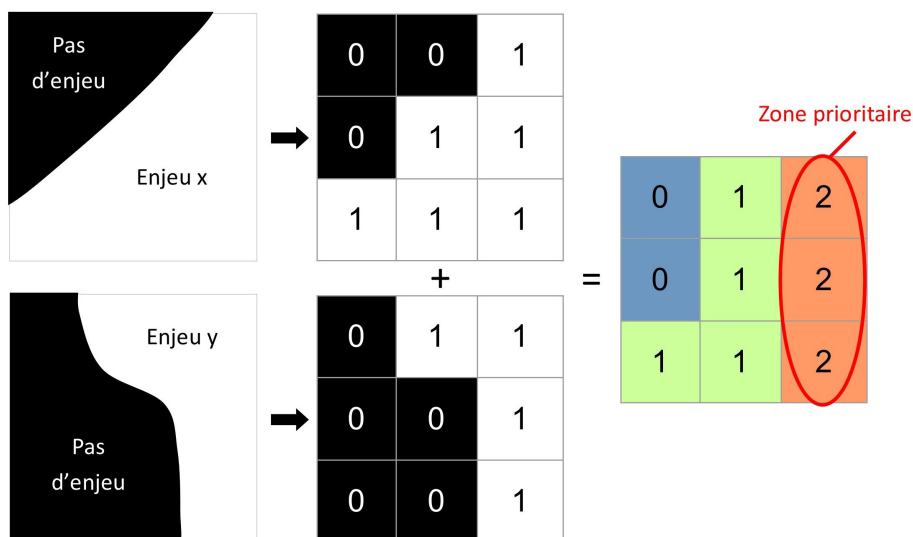 Pas
d'enjeu
Enjeu x
0 0 1
0 1 1
1 1 1
+
Enjeu y
Pas
d'enjeu
0 1 1
0 0 1
0 0 1
=
Zone prioritaire
0 1 2
0 1 2
1 1 2